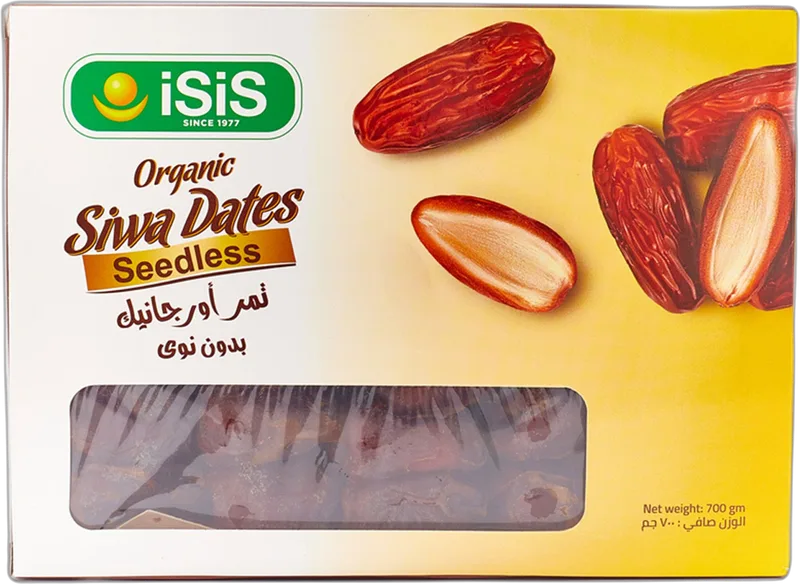 iSiS
SINCE 1977
Organic
Siwa Dates
Seedless
تمر أورجانيك
بدون نوى
Net weight: 700 gm
الوزن صافي : ٧٠٠ جم